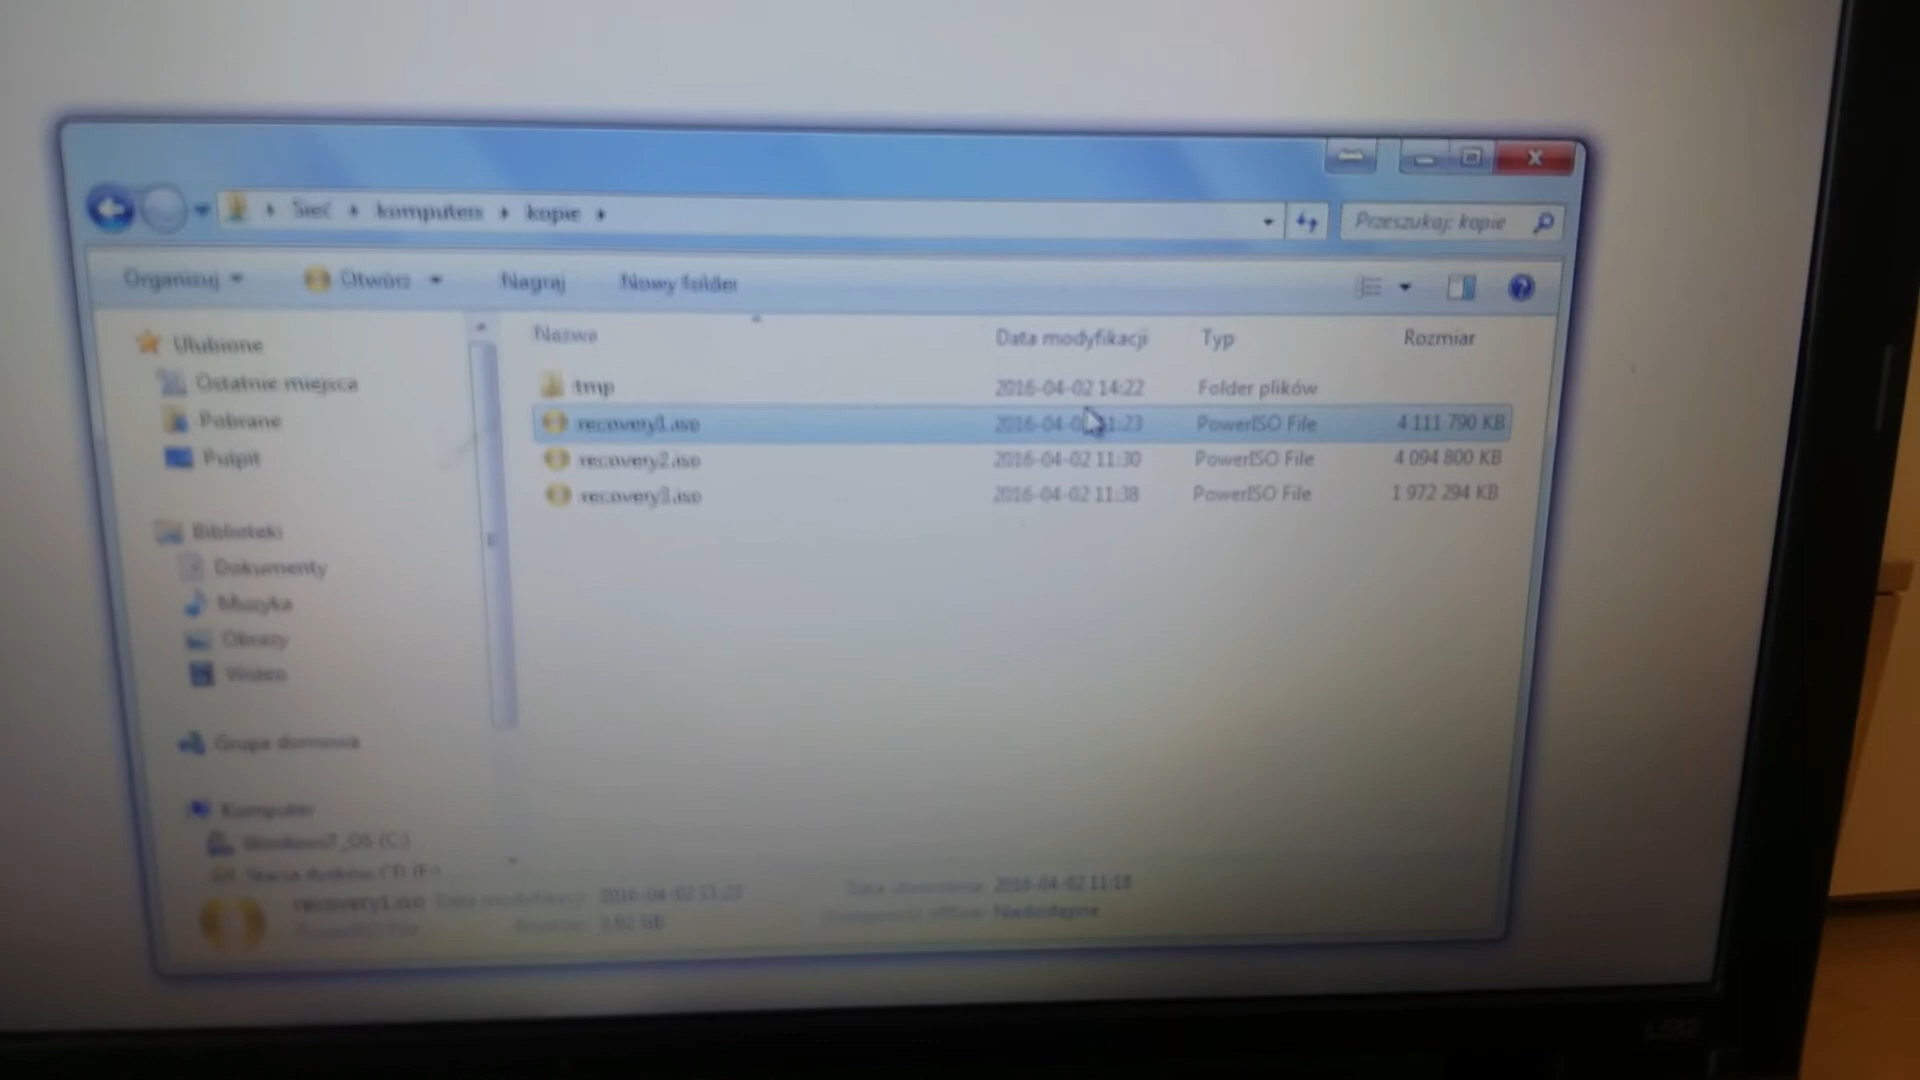 Sieć komputers kopie
Przeszukaj: kopie
Organizuj Otwórz Nagraj Nowy folder
Nazwa Data modyfikacji Typ Rozmiar
tmp 2016-04-02 14:22 Folder plików
recovery1.iso 2016-04-0 1:23 PowerISO File 4 111 790 KB
recovery2.iso 2016-04-02 11:30 PowerISO File 4 094 800 KB
recovery3.iso 2016-04-02 11:38 PowerISO File 1 972 294 KB
Ulubione
Ostatnie miejsca
Pobrane
Pulpit
Biblioteki
Dokumenty
Muzyka
Obrazy
Wideo
Grupa domowa
Komputer
Windows7_OS (C:)
Stacja dysków CD
recovery1.iso Data modyfikacji: 2016-04-02 11:23 Data utworzenia: 2016-04-02 11:18
PowerISO File Rozmiar: 3,92 GB Dostępność offline: Niedostępne